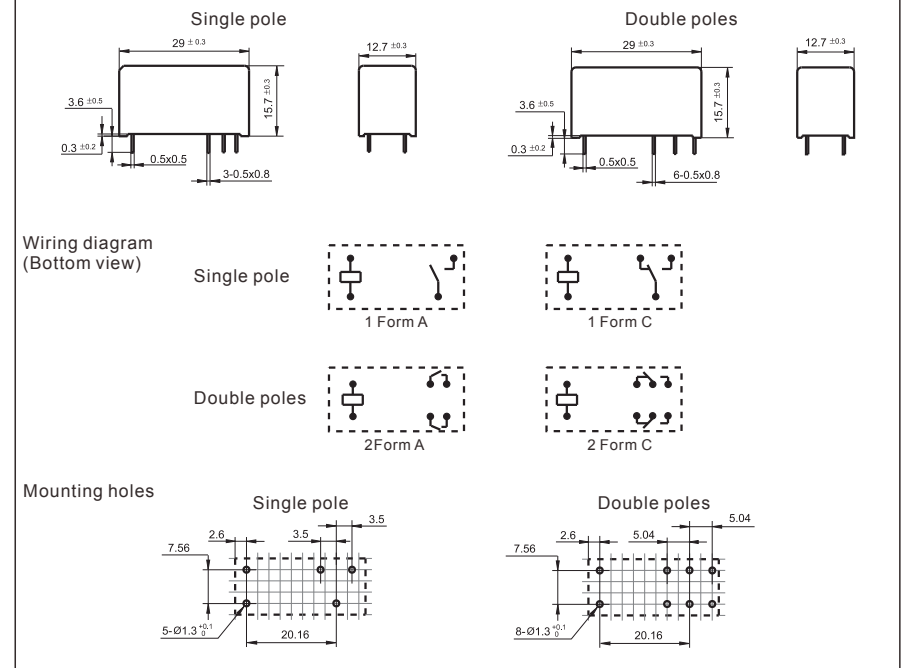 Single pole
Double poles
29 ± 0.3
12.7 ±0.3
29 ±0.3
12.7 ±0.3
15.7 ±0.3
15.7 ±0.3
3.6 ±0.5
3.6 ±0.5
0.3 ±0.2
0.3 ±0.2
0.5x0.5
0.5x0.5
3-0.5x0.8
6-0.5x0.8
Wiring diagram
(Bottom view)
Single pole
1 Form A
1 Form C
Double poles
2Form A
2 Form C
Mounting holes
Single pole
Double poles
3.5
5.04
2.6
3.5
2.6
5.04
7.56
7.56
5-Ø1.3 +0.1 0
20.16
8-Ø1.3 +0.1 0
20.16